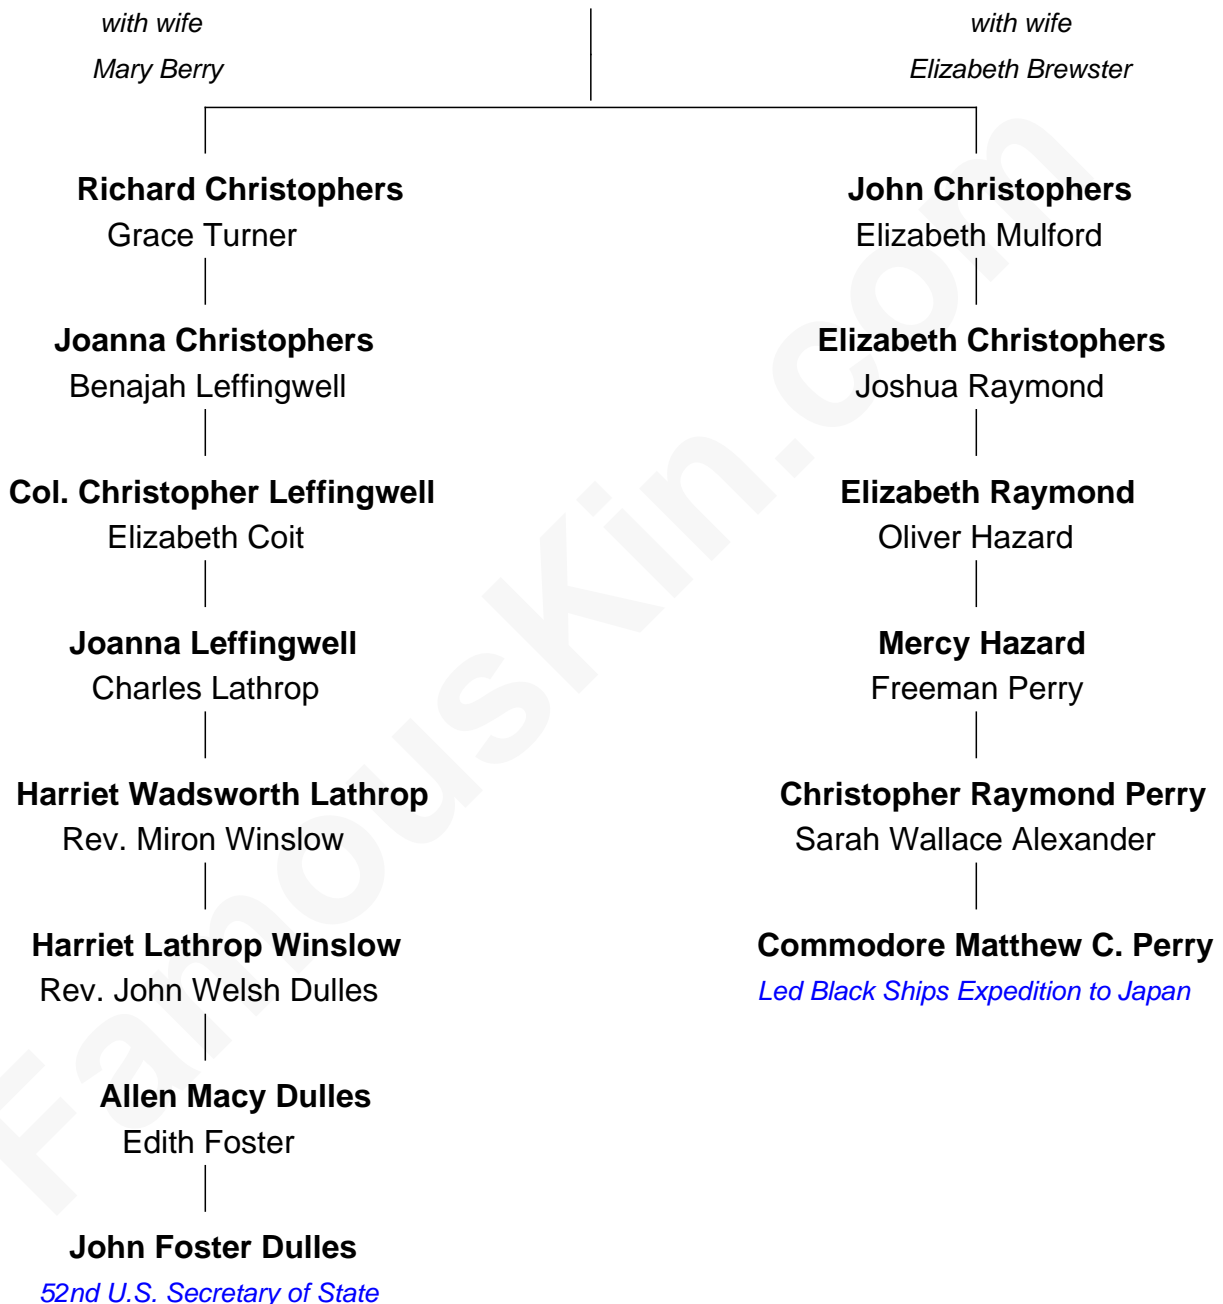 with wife
Mary Berry
with wife
Elizabeth Brewster
Richard Christophers
Grace Turner
John Christophers
Elizabeth Mulford
Joanna Christophers
Benajah Leffingwell
Elizabeth Christophers
Joshua Raymond
Col. Christopher Leffingwell
Elizabeth Coit
Elizabeth Raymond
Oliver Hazard
Joanna Leffingwell
Charles Lathrop
Mercy Hazard
Freeman Perry
Harriet Wadsworth Lathrop
Rev. Miron Winslow
Christopher Raymond Perry
Sarah Wallace Alexander
Harriet Lathrop Winslow
Rev. John Welsh Dulles
Commodore Matthew C. Perry
Led Black Ships Expedition to Japan
Allen Macy Dulles
Edith Foster
John Foster Dulles
52nd U.S. Secretary of State
FamousKin.com